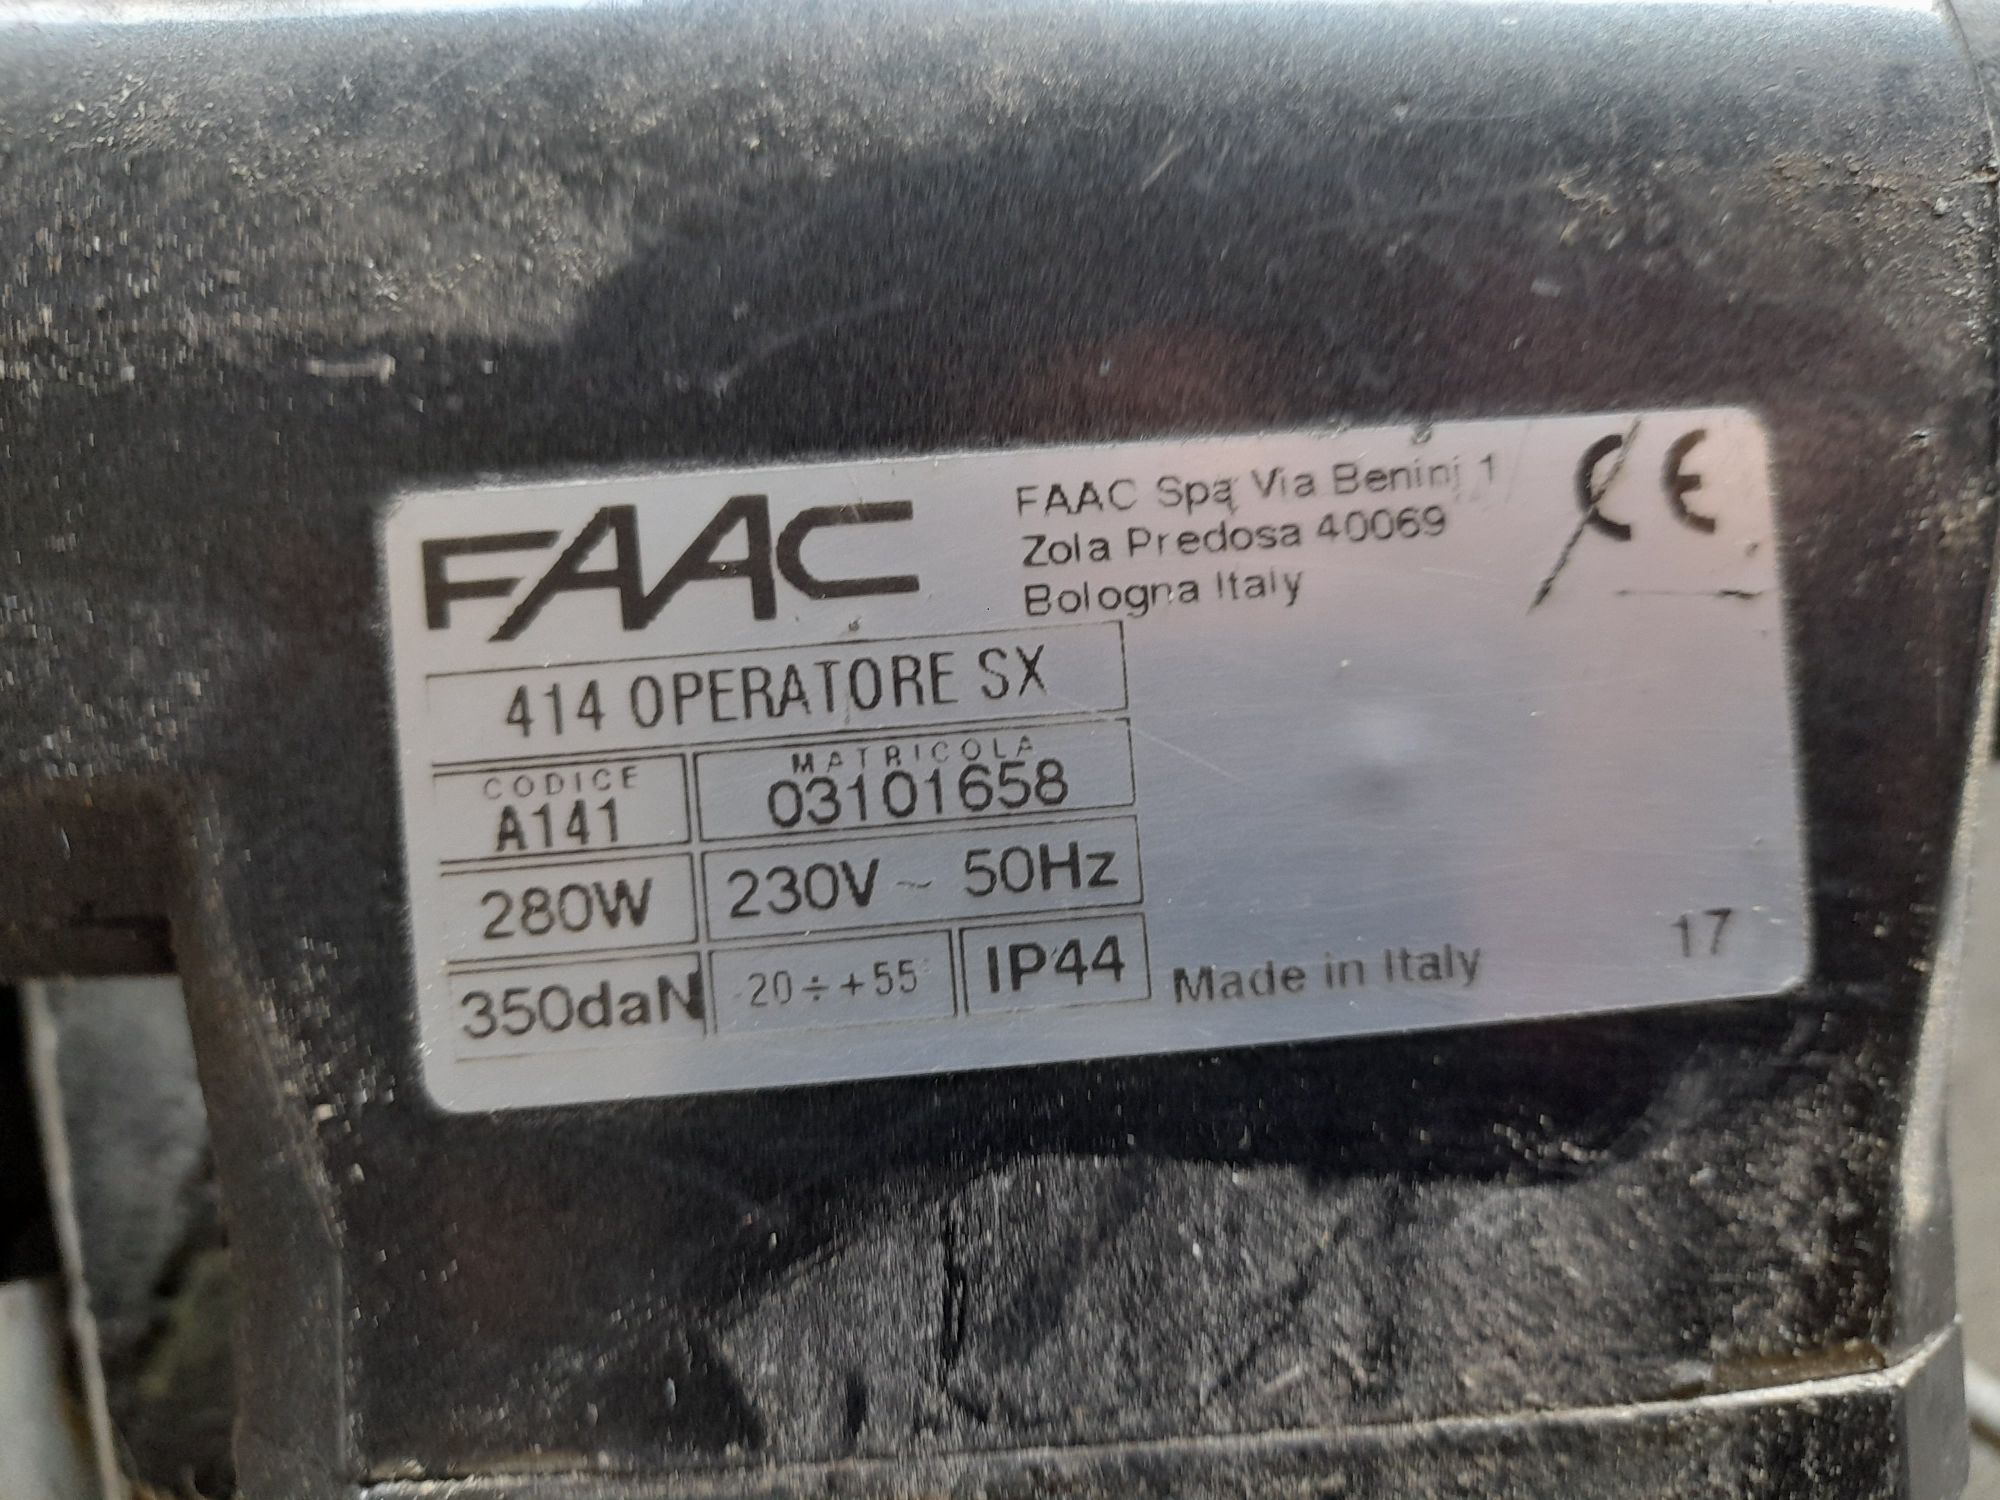 FAAC
FAAC Spa Via Benini 1
Zola Predosa 40069
Bologna Italy
CE
414 OPERATORE SX
CODICE
A141
MATRICOLA
03101658
280W
230V ~ 50Hz
350daN
-20÷+55°
IP44
Made in Italy
17